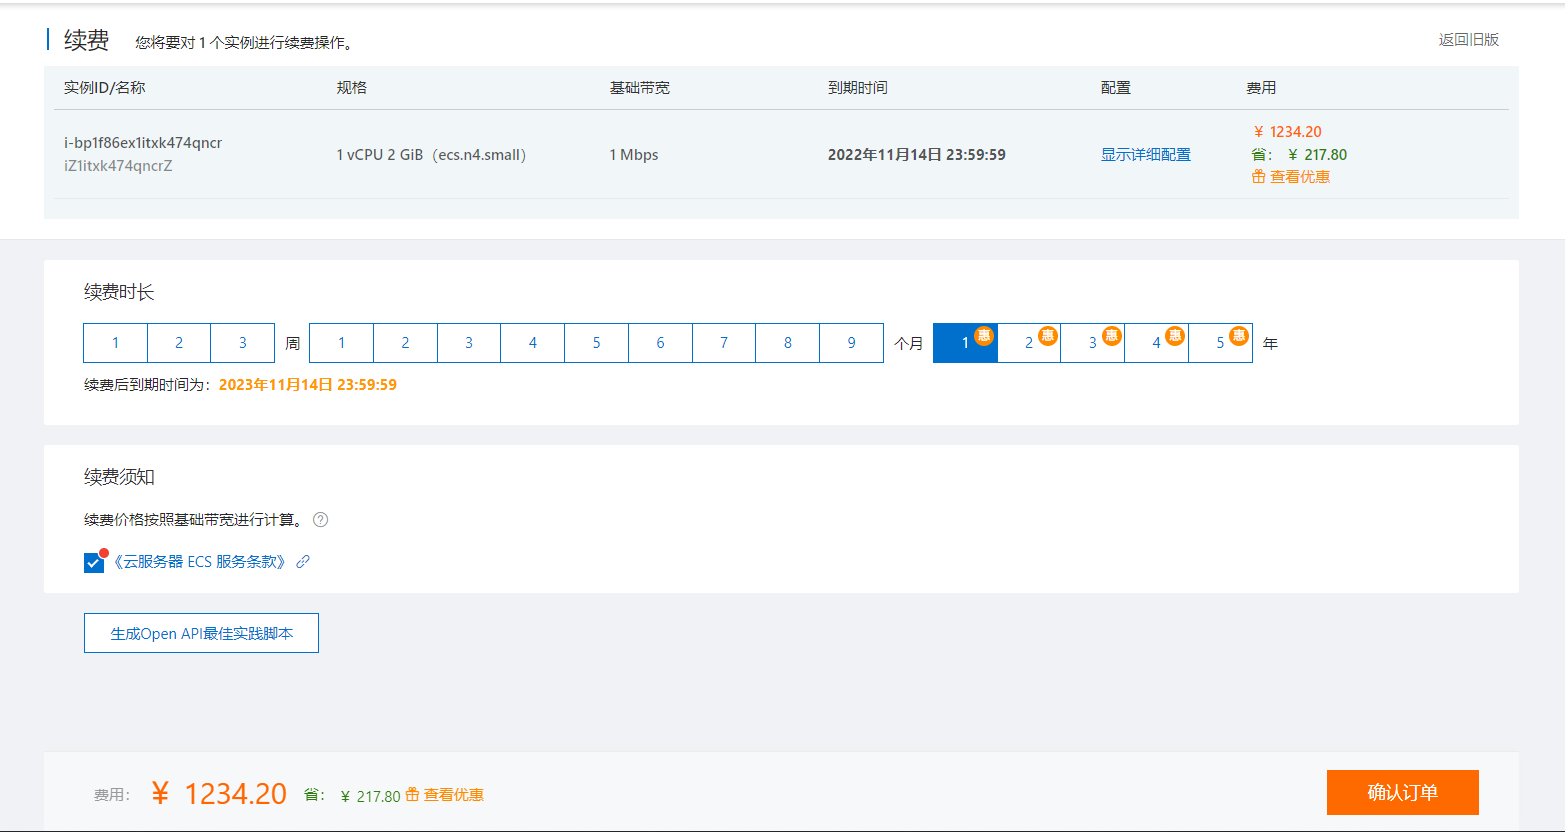 续费 您将要对 1 个实例进行续费操作。 返回旧版
实例ID/名称 规格 基础带宽 到期时间 配置 费用
i-bp1f86ex1itxk474qncr
iZ1itxk474qncrZ
1 vCPU 2 GiB（ecs.n4.small）
1 Mbps
2022年11月14日 23:59:59
显示详细配置
¥ 1234.20
省： ¥ 217.80
查看优惠
续费时长
1 2 3 周 1 2 3 4 5 6 7 8 9 个月 1 惠 2 惠 3 惠 4 惠 5 惠 年
续费后到期时间为：2023年11月14日 23:59:59
续费须知
续费价格按照基础带宽进行计算。 ?
《云服务器 ECS 服务条款》
生成Open API最佳实践脚本
费用： ¥ 1234.20 省： ¥ 217.80 查看优惠 确认订单